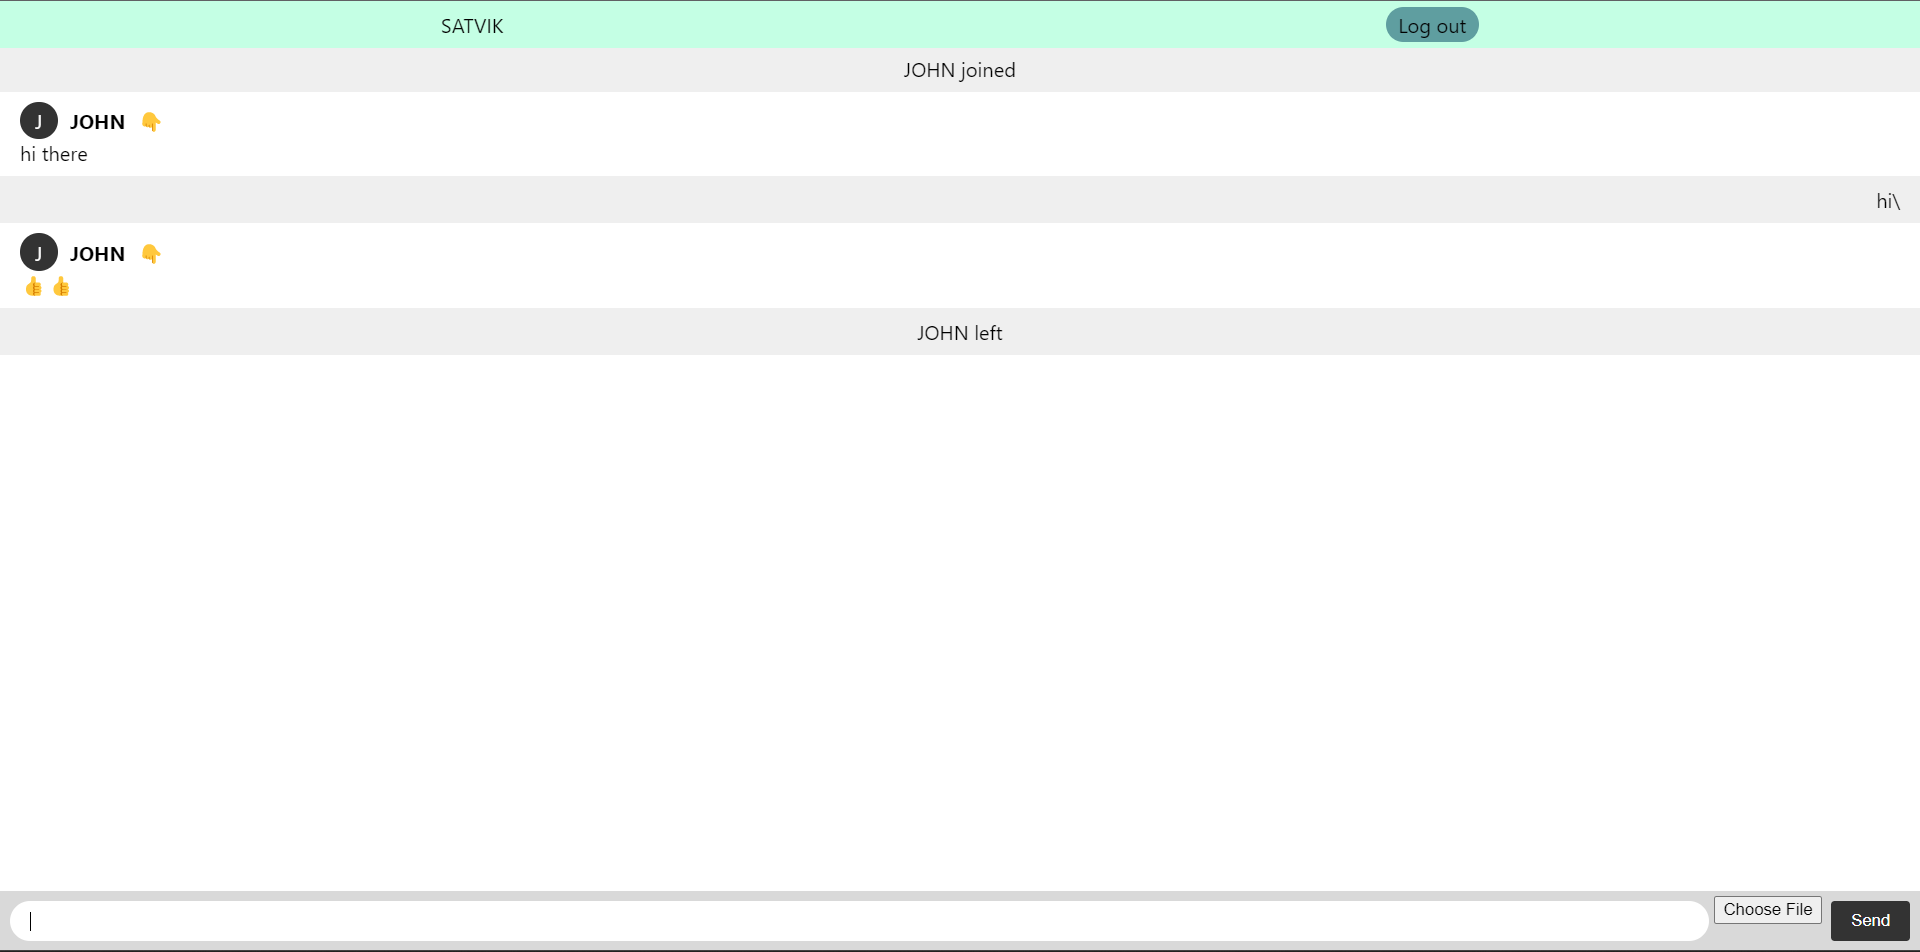 SATVIK Log out
JOHN joined
J JOHN 👇
hi there
hi\
J JOHN 👇
👍 👍
JOHN left
Choose File Send